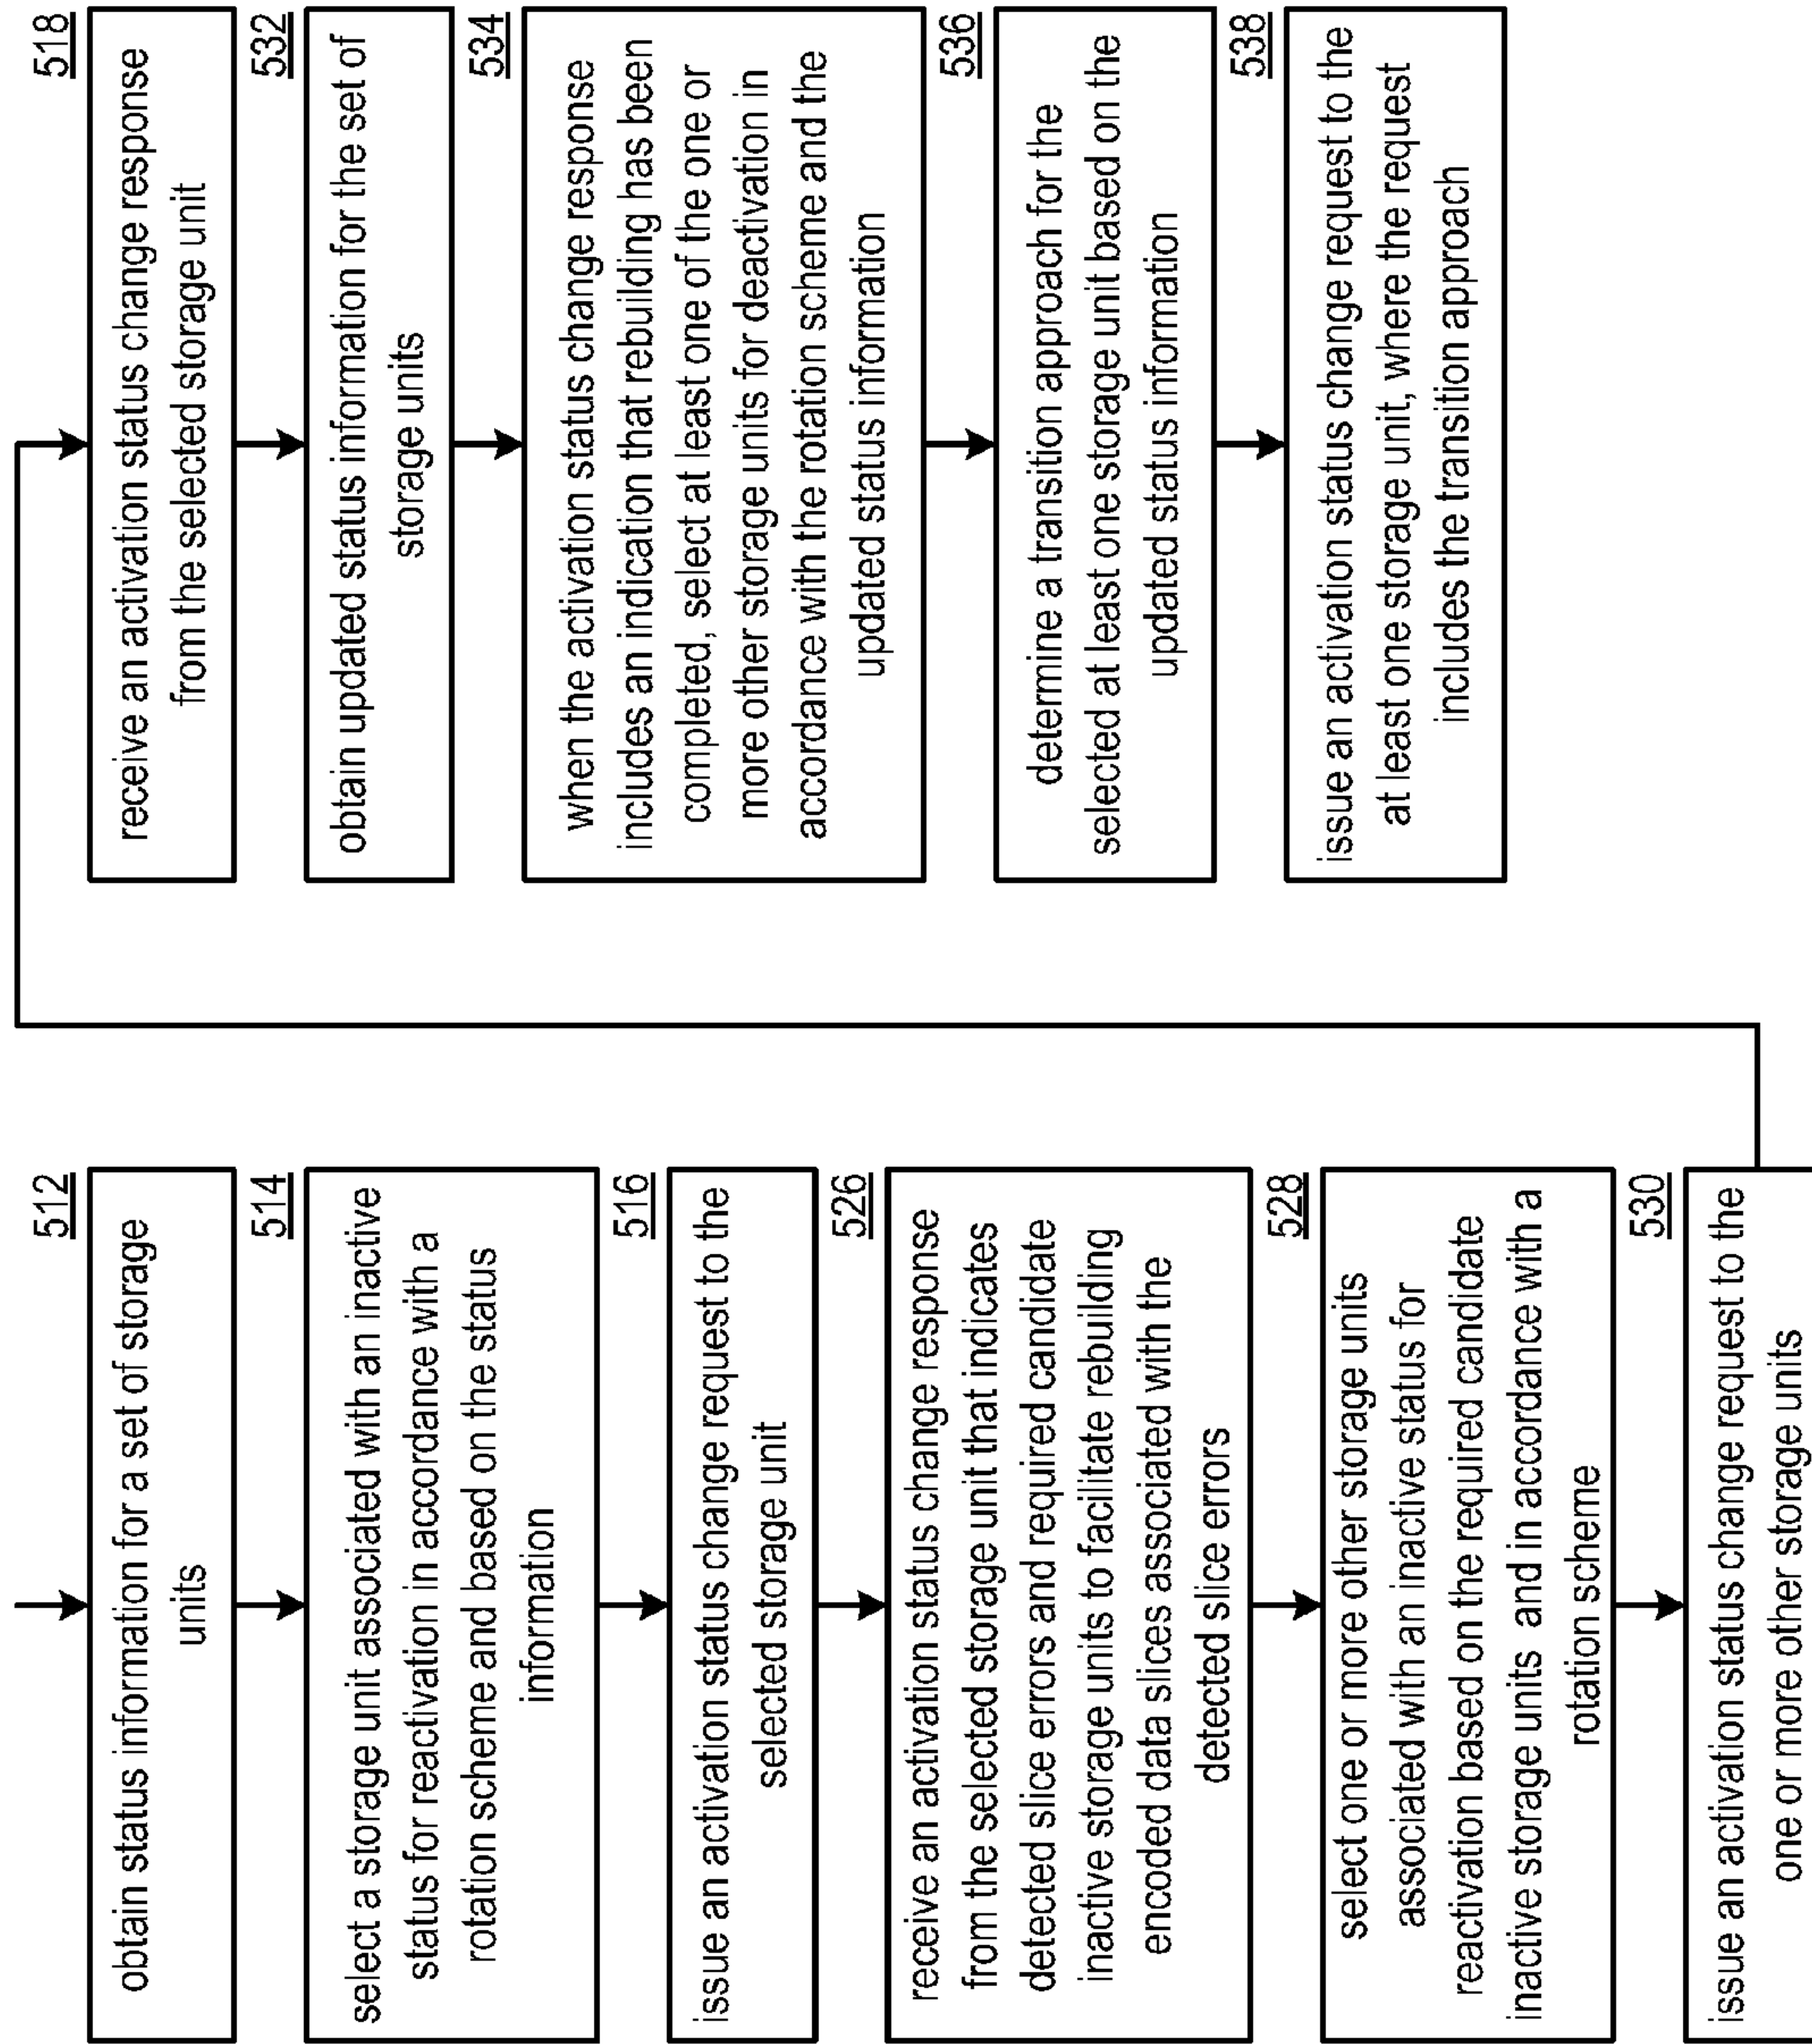 512
obtain status information for a set of storage
units
514
select a storage unit associated with an inactive
status for reactivation in accordance with a
rotation scheme and based on the status
information
516
issue an activation status change request to the
selected storage unit
526
receive an activation status change response
from the selected storage unit that indicates
detected slice errors and required candidate
inactive storage units to facilitate rebuilding
encoded data slices associated with the
detected slice errors
528
select one or more other storage units
associated with an inactive status for
reactivation based on the required candidate
inactive storage units and in accordance with a
rotation scheme
530
issue an activation status change request to the
one or more other storage units
518
receive an activation status change response
from the selected storage unit
532
obtain updated status information for the set of
storage units
534
when the activation status change response
includes an indication that rebuilding has been
completed, select at least one of the one or
more other storage units for deactivation in
accordance with the rotation scheme and the
updated status information
536
determine a transition approach for the
selected at least one storage unit based on the
updated status information
538
issue an activation status change request to the
at least one storage unit, where the request
includes the transition approach